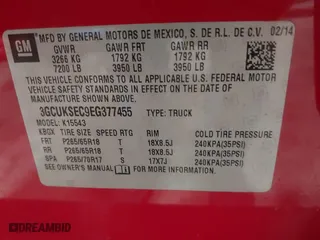 GM
MFD BY GENERAL MOTORS DE MEXICO, S. DE R.L. DE C.V. 02/14
GVWR GAWR FRT GAWR RR
3266 KG 1792 KG 1792 KG
7200 LB 3950 LB 3950 LB
THIS VEHICLE CONFORMS TO ALL APPLICABLE U.S. FEDERAL MOTOR
VEHICLE SAFETY STANDARDS IN EFFECT ON THE DATE OF
MANUFACTURE SHOWN ABOVE.
3GCUKSEC9EG377455 TYPE: TRUCK
MODEL: K15543
KBGX TIRE SIZE SPEED RTG RIM COLD TIRE PRESSURE
FRT P265/65R18 T 18X8.5J 240KPA(35PSI)
RR P265/65R18 T 18X8.5J 240KPA(35PSI)
SPA P265/70R17 T 17X7J 240KPA(35PSI)
SEE OWNER'S MANUAL FOR MORE INFORMATION.